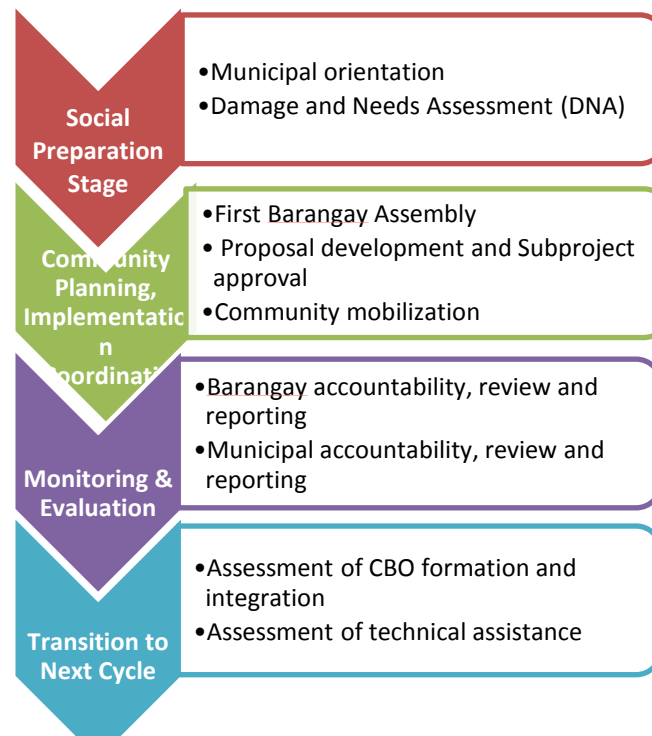 Social
Preparation
Stage
•Municipal orientation
•Damage and Needs Assessment (DNA)
Planning,
•First Barangay Assembly
• Proposal development and Subproject
approval
•Community mobilization
Monitoring &
Evaluation
•Barangay accountability, review and
reporting
•Municipal accountability, review and
reporting
Transition to
Next Cycle
•Assessment of CBO formation and
integration
•Assessment of technical assistance